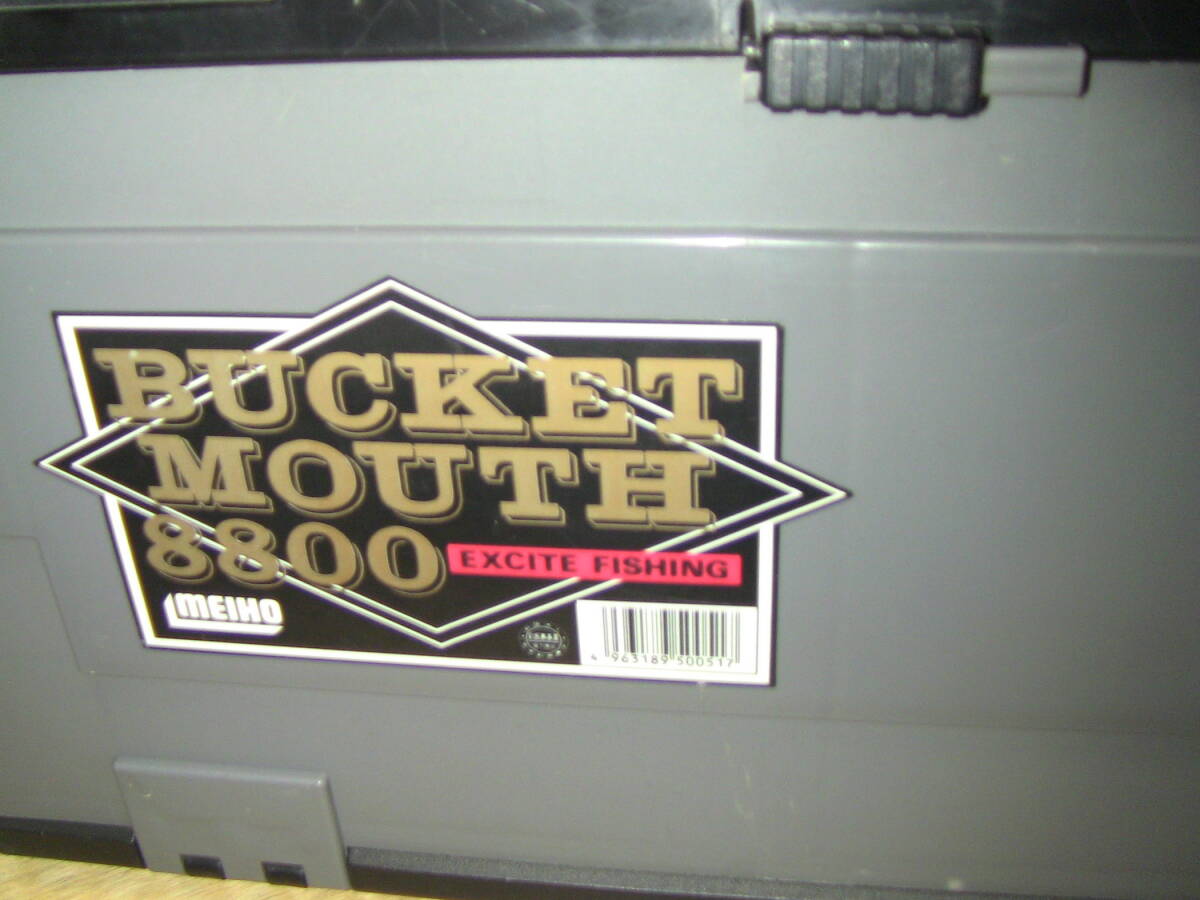 BUCKET
MOUTH
8800
EXCITE FISHING
MEIHO
4 963189 500517